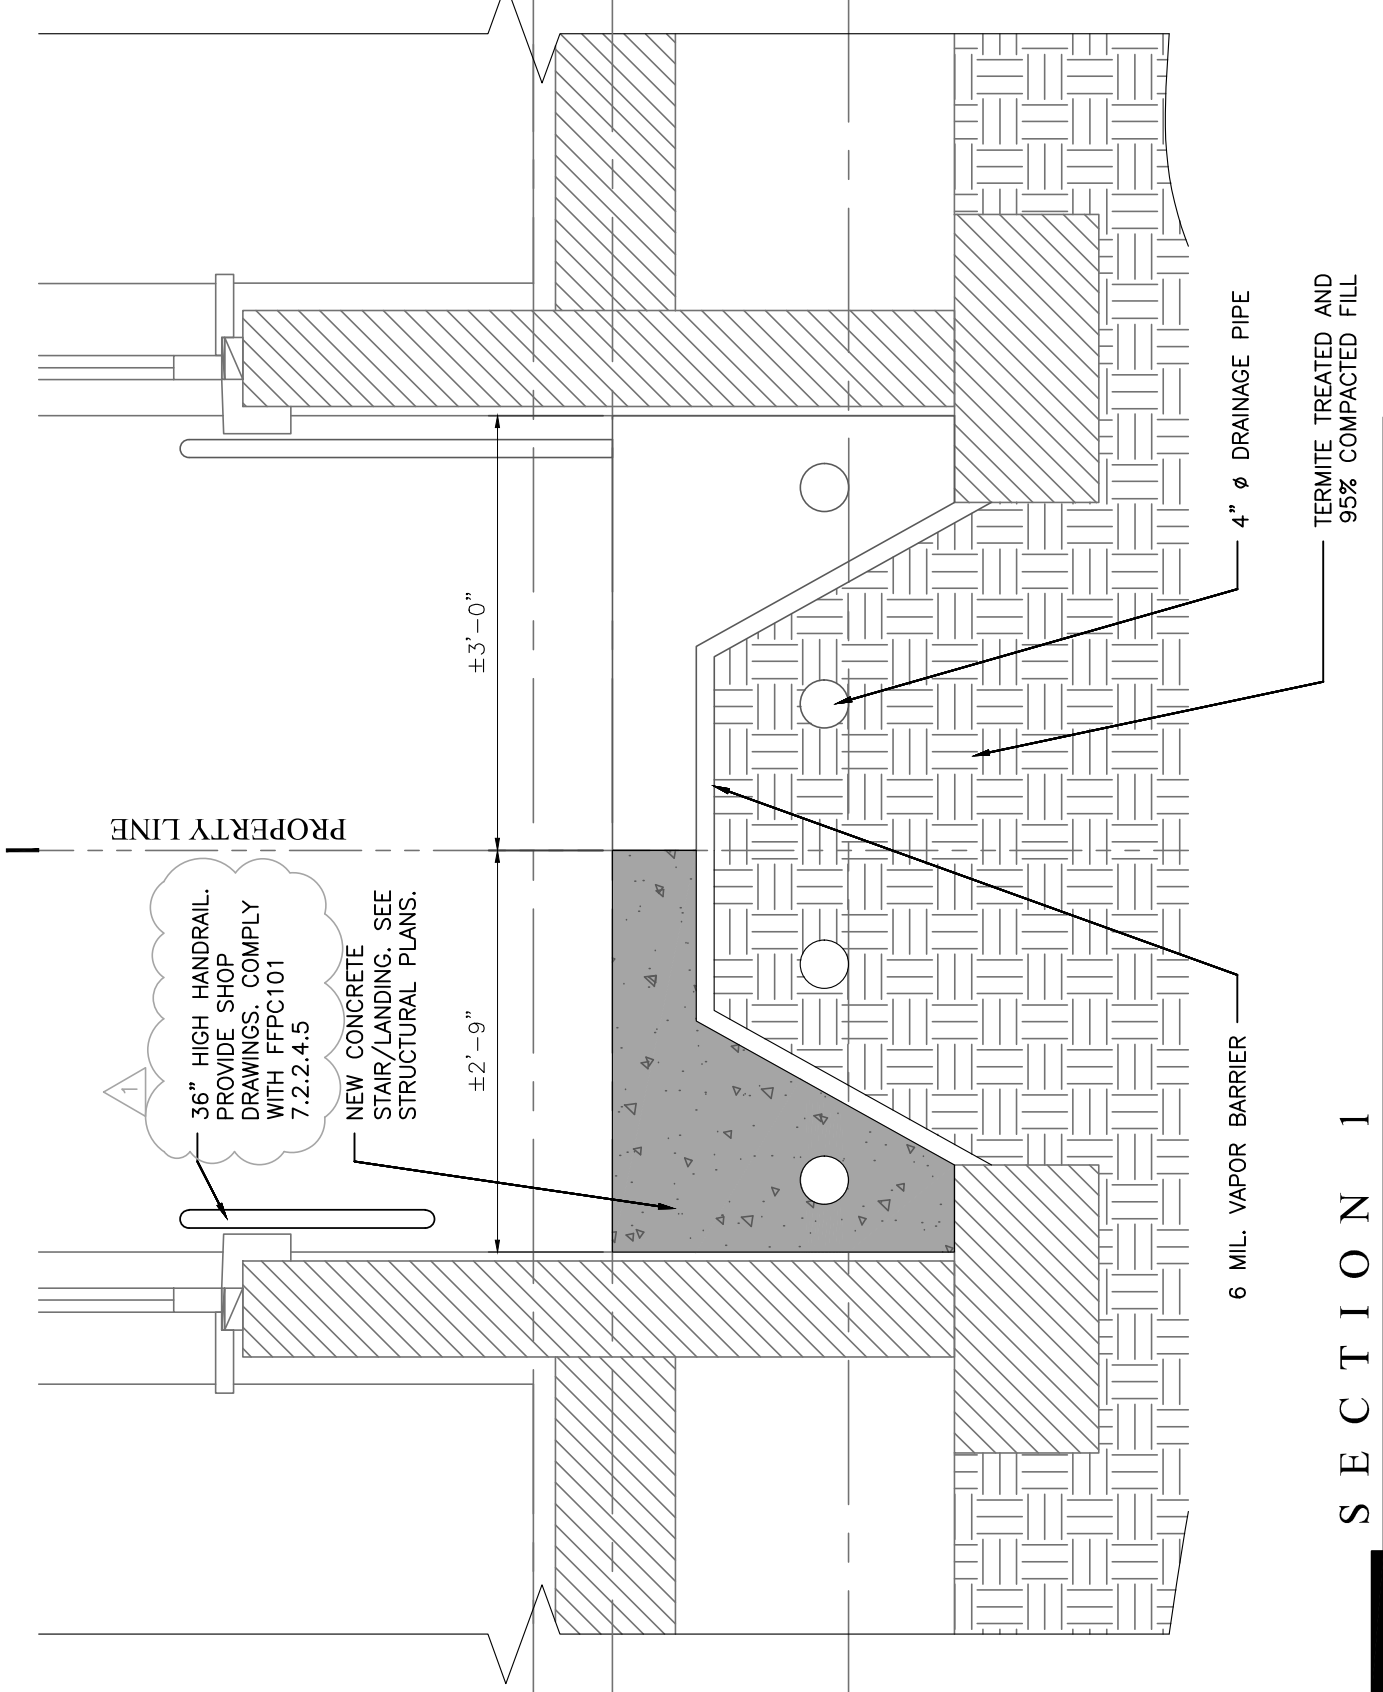 PROPERTY LINE
1
36" HIGH HANDRAIL.
PROVIDE SHOP
DRAWINGS. COMPLY
WITH FFPC101
7.2.2.4.5
NEW CONCRETE
STAIR/LANDING. SEE
STRUCTURAL PLANS.
±2'-9"
±3'-0"
6 MIL. VAPOR BARRIER
4" ø DRAINAGE PIPE
TERMITE TREATED AND
95% COMPACTED FILL
SECTION 1